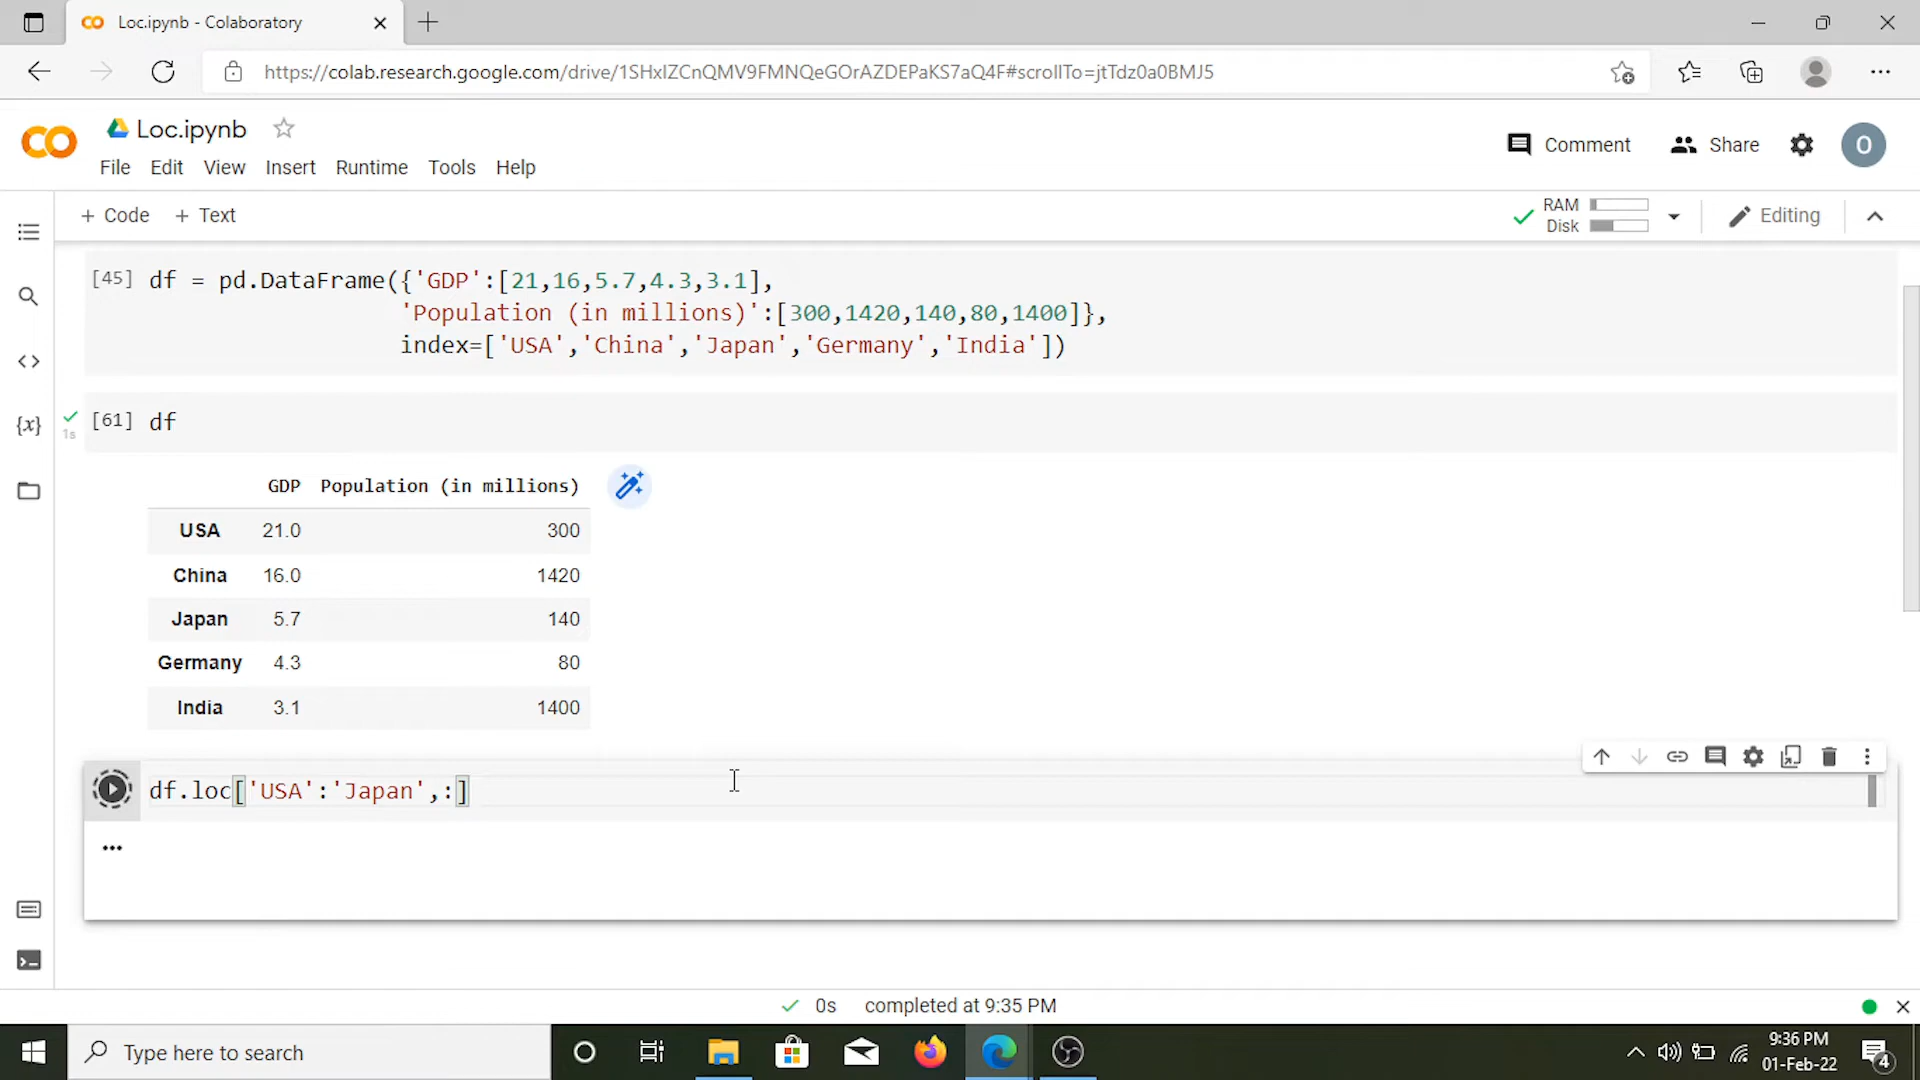 Loc.ipynb - Colaboratory
https://colab.research.google.com/drive/1SHxIZCnQMV9FMNQeGOrAZDEPaKS7aQ4F#scrollTo=jtTdz0a0BMJ5
Loc.ipynb
Comment
Share
O
File Edit View Insert Runtime Tools Help
+ Code + Text
RAM
Disk
Editing
[45] df = pd.DataFrame({'GDP':[21,16,5.7,4.3,3.1],
'Population (in millions)':[300,1420,140,80,1400]},
index=['USA','China','Japan','Germany','India'])
[61] df
1s
GDP Population (in millions)
USA 21.0 300
China 16.0 1420
Japan 5.7 140
Germany 4.3 80
India 3.1 1400
df.loc['USA':'Japan',:]
0s completed at 9:35 PM
Type here to search
9:36 PM
01-Feb-22
4